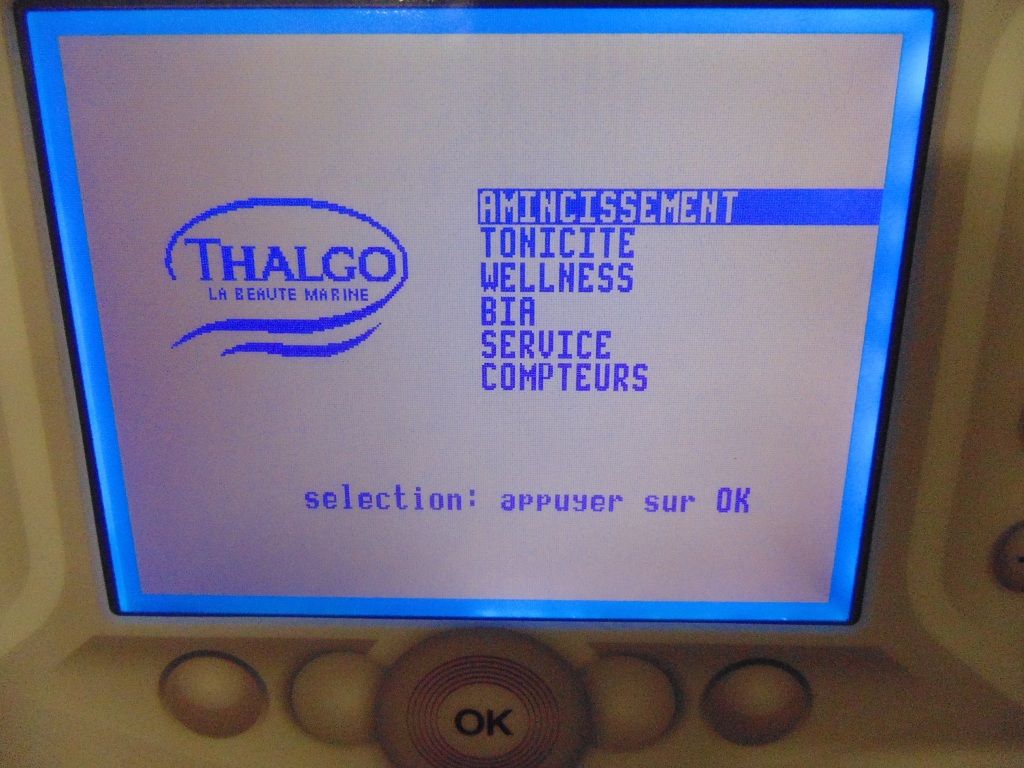 THALGO
LA BEAUTE MARINE
AMINCISSEMENT
TONICITE
WELLNESS
BIA
SERVICE
COMPTEURS
selection: appuyer sur OK
OK